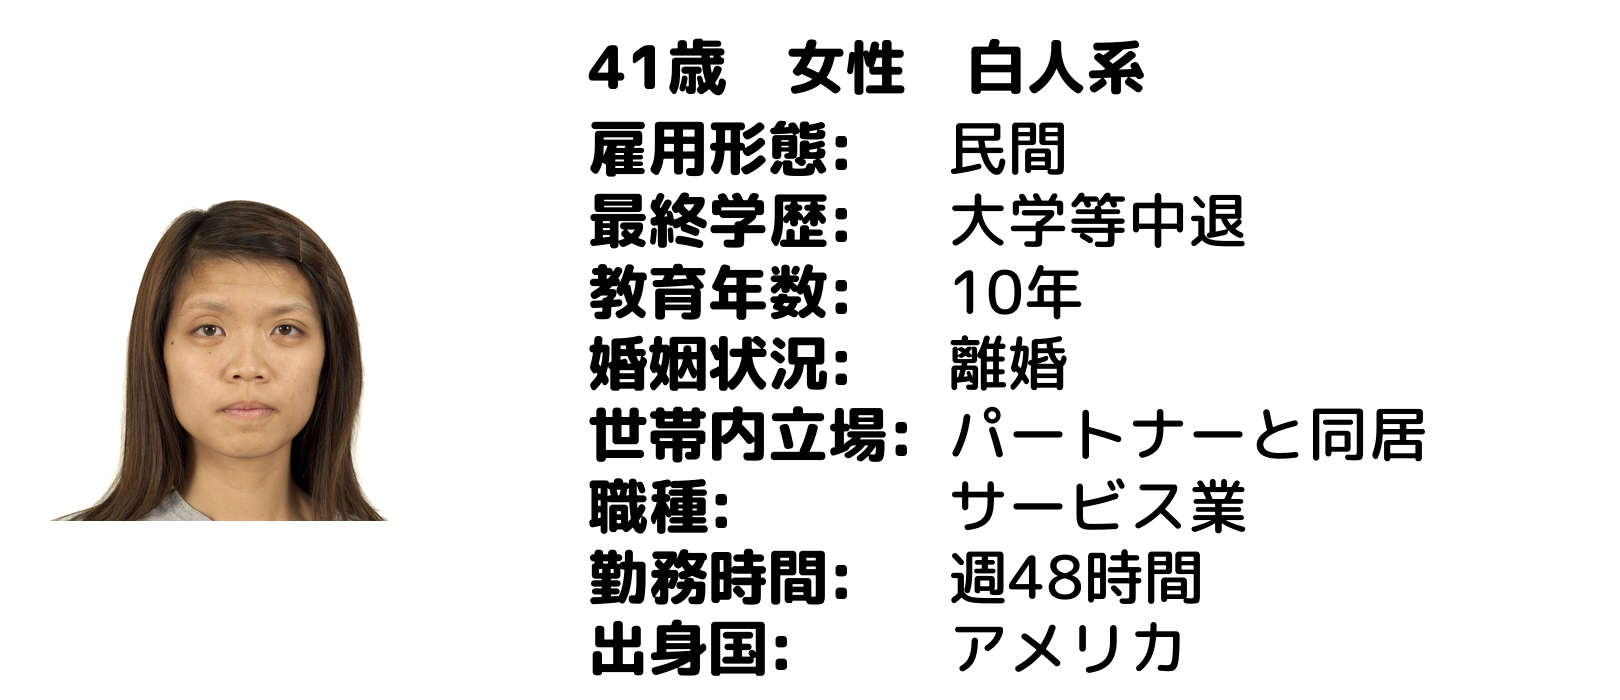 41歳　女性　白人系
雇用形態:　民間
最終学歴:　大学等中退
教育年数:　10年
婚姻状況:　離婚
世帯内立場:　パートナーと同居
職種:　サービス業
勤務時間:　週48時間
出身国:　アメリカ